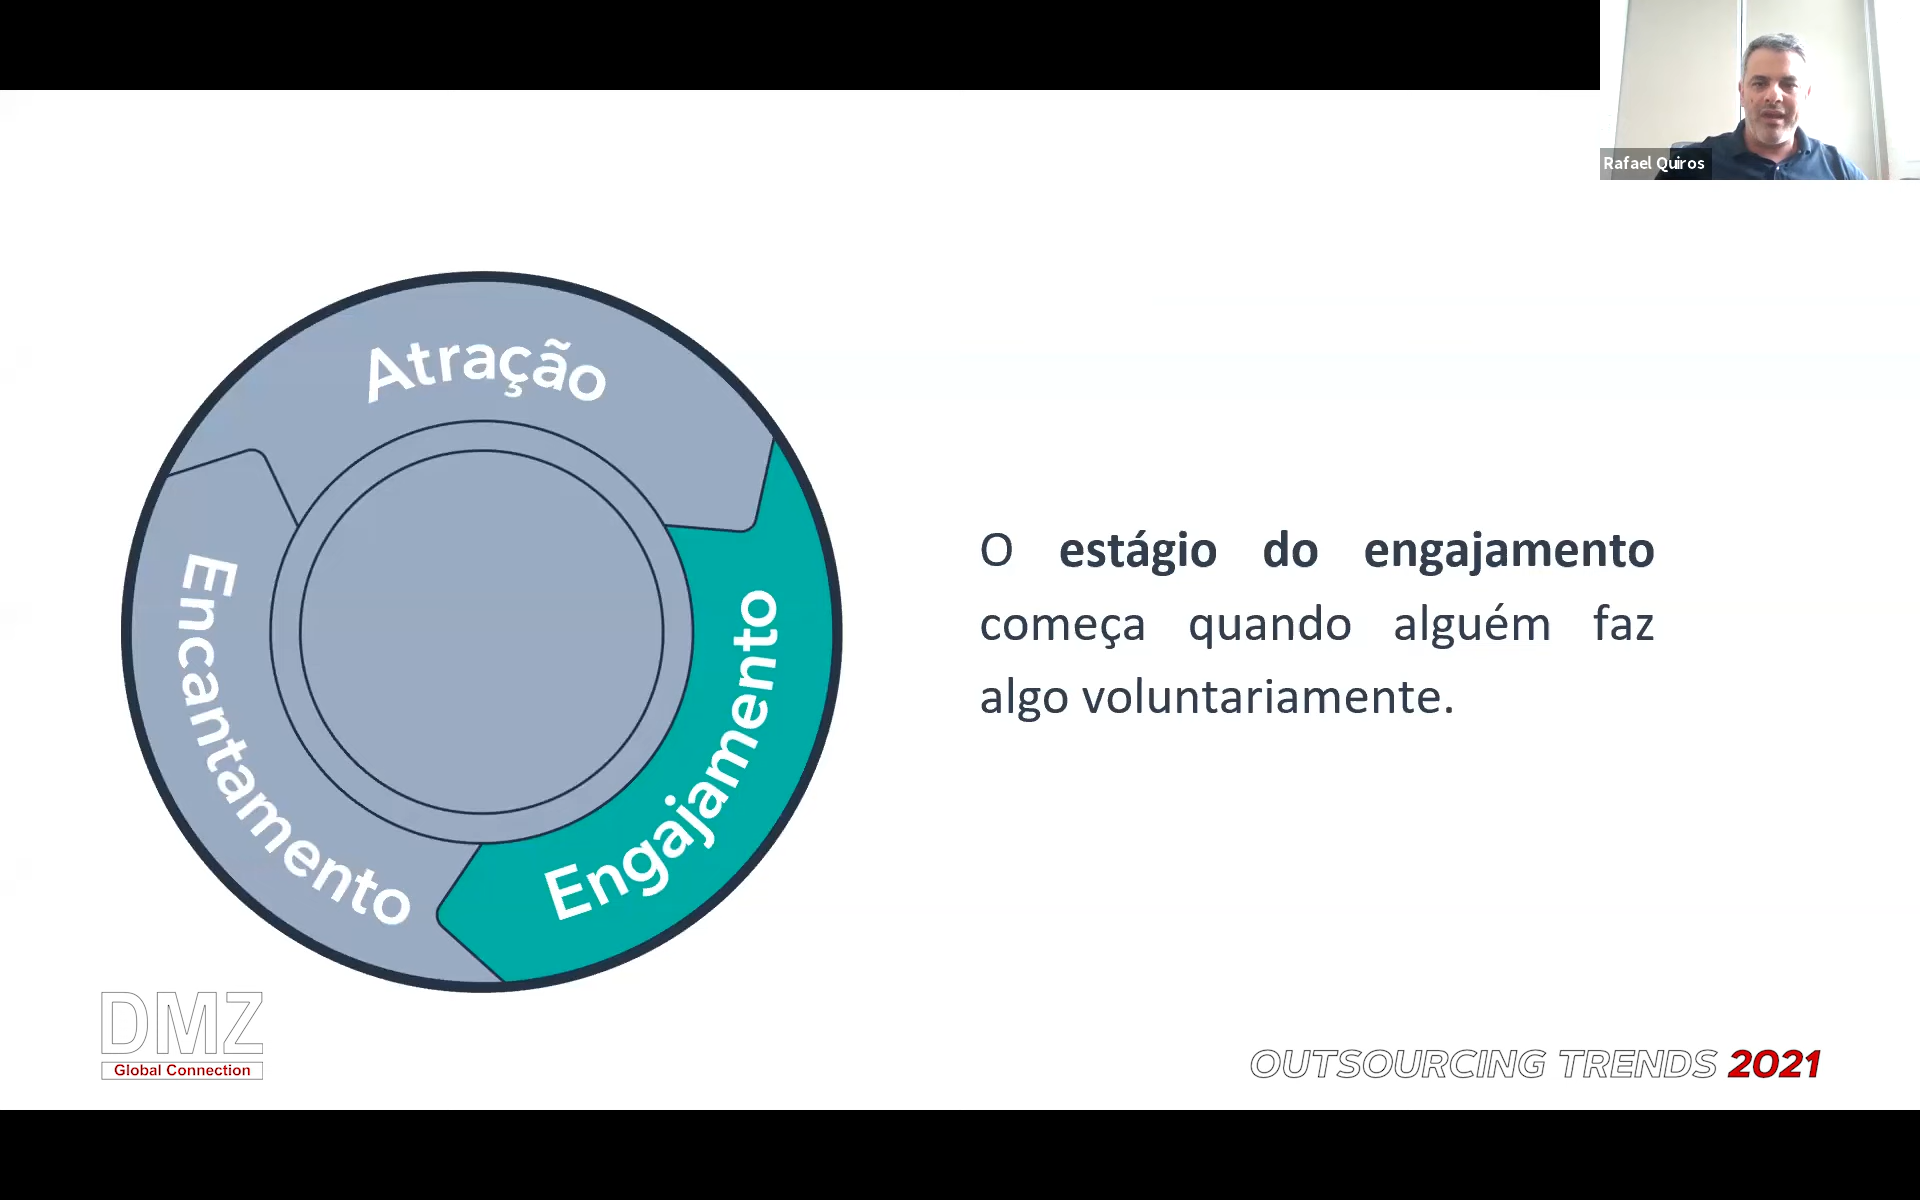 Rafael Quiros
Atração
Engajamento
Encantamento
O estágio do engajamento
começa quando alguém faz
algo voluntariamente.
DMZ
Global Connection
OUTSOURCING TRENDS 2021